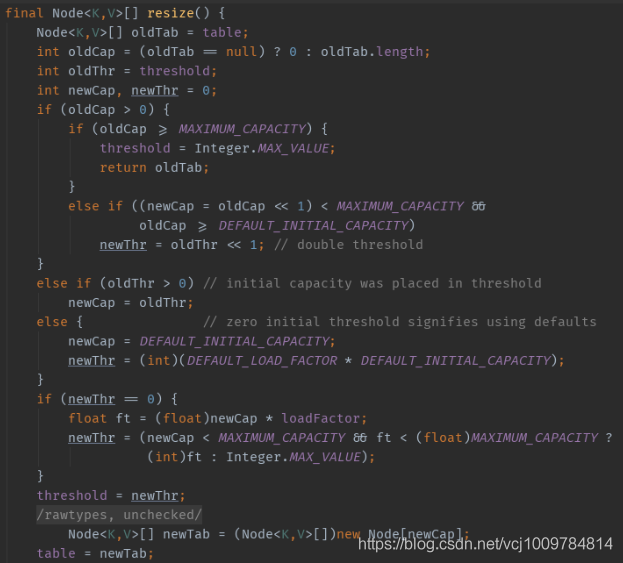 final Node<K,V>[] resize() {
    Node<K,V>[] oldTab = table;
    int oldCap = (oldTab == null) ? 0 : oldTab.length;
    int oldThr = threshold;
    int newCap, newThr = 0;
    if (oldCap > 0) {
        if (oldCap >= MAXIMUM_CAPACITY) {
            threshold = Integer.MAX_VALUE;
            return oldTab;
        }
        else if ((newCap = oldCap << 1) < MAXIMUM_CAPACITY &&
                 oldCap >= DEFAULT_INITIAL_CAPACITY)
            newThr = oldThr << 1; // double threshold
    }
    else if (oldThr > 0) // initial capacity was placed in threshold
        newCap = oldThr;
    else {               // zero initial threshold signifies using defaults
        newCap = DEFAULT_INITIAL_CAPACITY;
        newThr = (int)(DEFAULT_LOAD_FACTOR * DEFAULT_INITIAL_CAPACITY);
    }
    if (newThr == 0) {
        float ft = (float)newCap * loadFactor;
        newThr = (newCap < MAXIMUM_CAPACITY && ft < (float)MAXIMUM_CAPACITY ?
                  (int)ft : Integer.MAX_VALUE);
    }
    threshold = newThr;
    /rawtypes, unchecked/
        Node<K,V>[] newTab = (Node<K,V>[])new Node[newCap];
    table = newTab;
https://blog.csdn.net/vcj1009784814